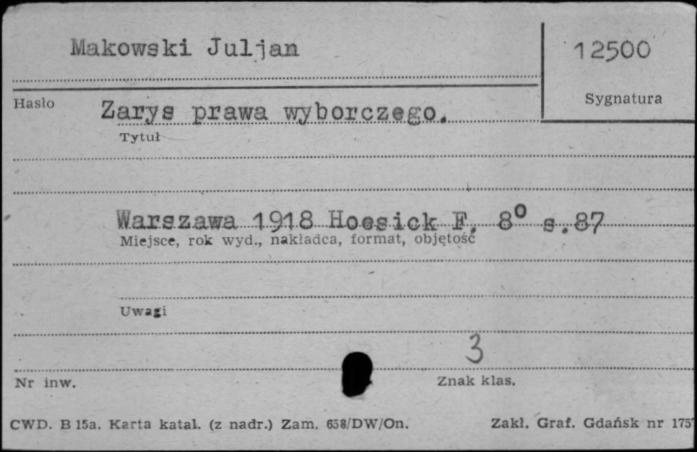 Makowski Juljan
12500
Hasło
Sygnatura
Zarys prawa wyborczego.
Tytuł
Warszawa 1918 Hoesick F. 8° s.87
Miejsce, rok wyd., nakładca, format, objętość
Uwagi
3
Nr inw.
Znak klas.
CWD. B 15a. Karta katal. (z nadr.) Zam. 658/DW/On.
Zakł. Graf. Gdańsk nr 175